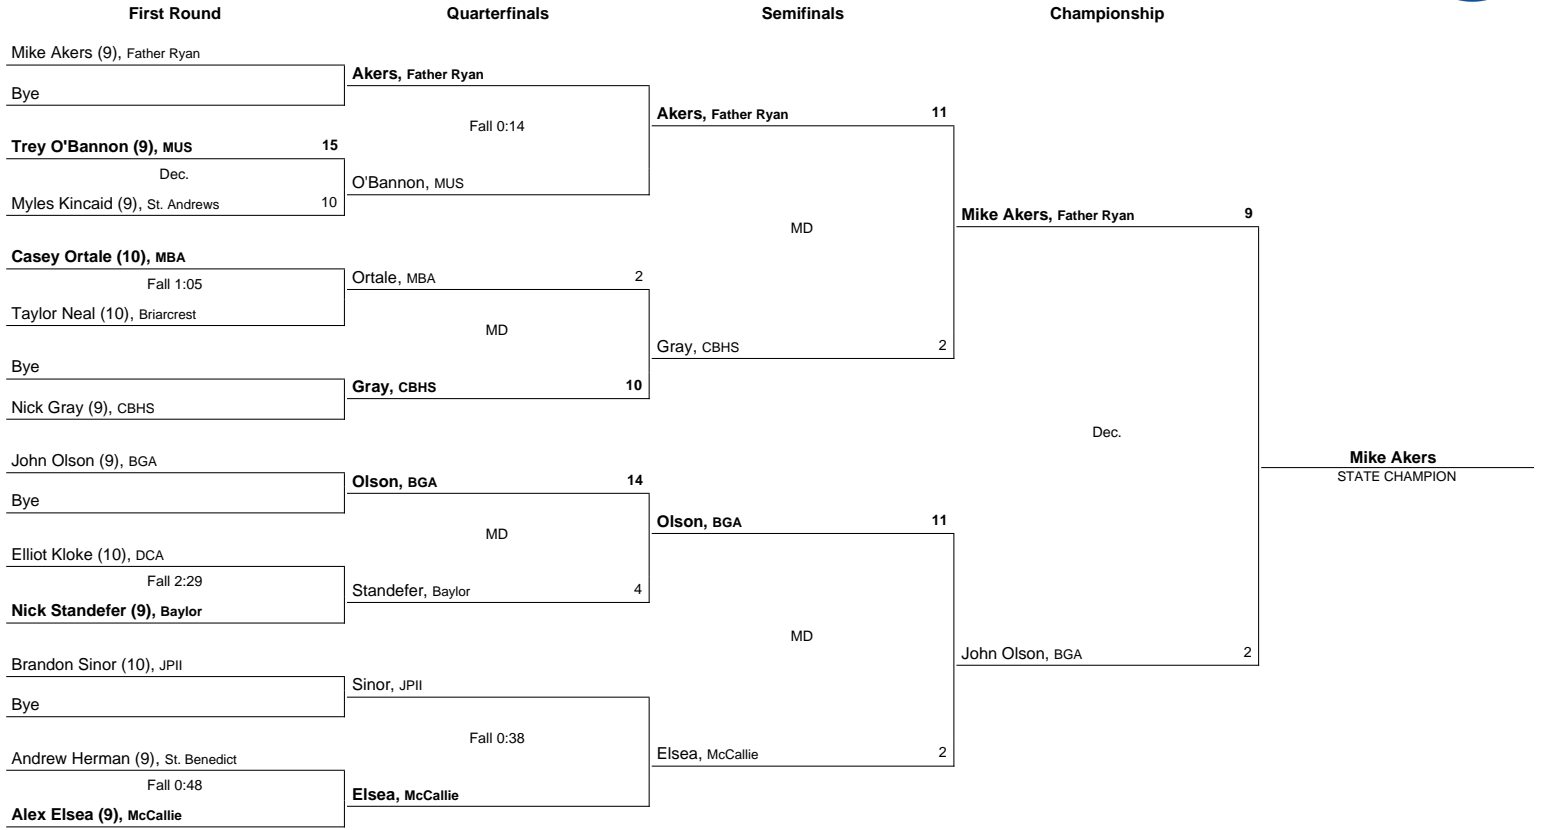 First Round Quarterfinals Semifinals Championship
Mike Akers (9), Father Ryan
Bye
Trey O'Bannon (9), MUS 15
Dec.
Myles Kincaid (9), St. Andrews 10
Casey Ortale (10), MBA
Fall 1:05
Taylor Neal (10), Briarcrest
Bye
Nick Gray (9), CBHS
John Olson (9), BGA
Bye
Elliot Kloke (10), DCA
Fall 2:29
Nick Standefer (9), Baylor
Brandon Sinor (10), JPII
Bye
Andrew Herman (9), St. Benedict
Fall 0:48
Alex Elsea (9), McCallie
Akers, Father Ryan
Fall 0:14
O'Bannon, MUS
Ortale, MBA 2
MD
Gray, CBHS 10
Olson, BGA 14
MD
Standefer, Baylor 4
Sinor, JPII
Fall 0:38
Elsea, McCallie
Akers, Father Ryan 11
MD
Gray, CBHS 2
Olson, BGA 11
MD
Elsea, McCallie 2
Mike Akers, Father Ryan 9
Dec.
John Olson, BGA 2
Mike Akers
STATE CHAMPION